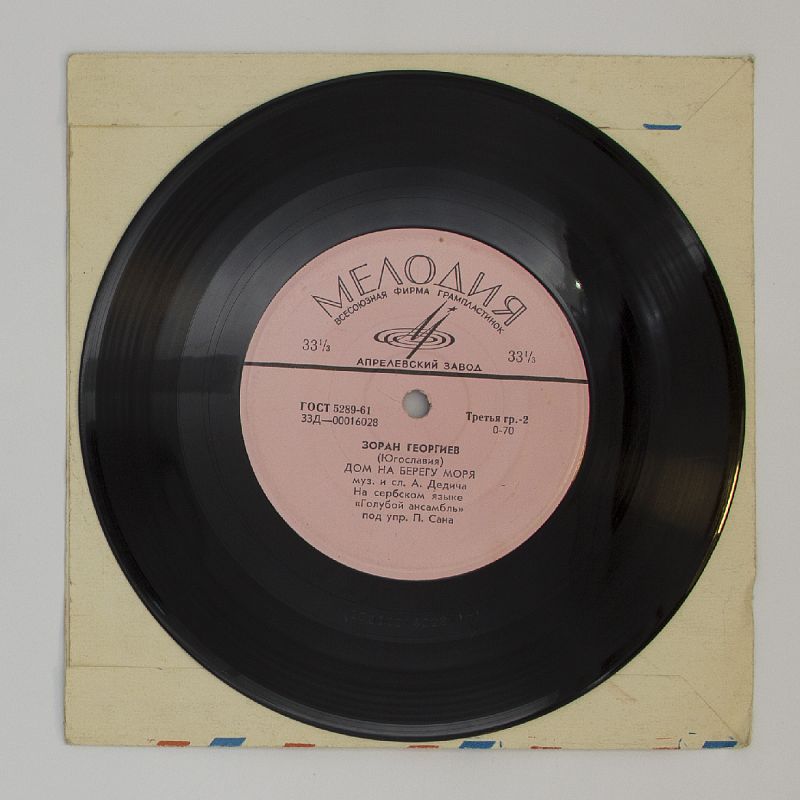 МЕЛОДИЯ
ВСЕСОЮЗНАЯ ФИРМА ГРАМПЛАСТИНОК
33⅓ 33⅓
АПРЕЛЕВСКИЙ ЗАВОД
ГОСТ 5289-61 Третья гр.-2
33Д—00016028 0-70
ЗОРАН ГЕОРГИЕВ
(Югославия)
ДОМ НА БЕРЕГУ МОРЯ
муз. и сл. А. Дедича
На сербском языке
«Голубой ансамбль»
под упр. П. Сана